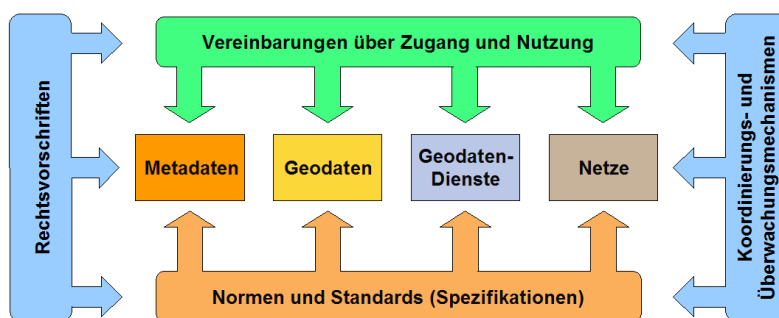 Rechtsvorschriften
Vereinbarungen über Zugang und Nutzung
Metadaten
Geodaten
Geodaten-
Dienste
Netze
Normen und Standards (Spezifikationen)
Koordinierungs- und
Überwachungsmechanismen